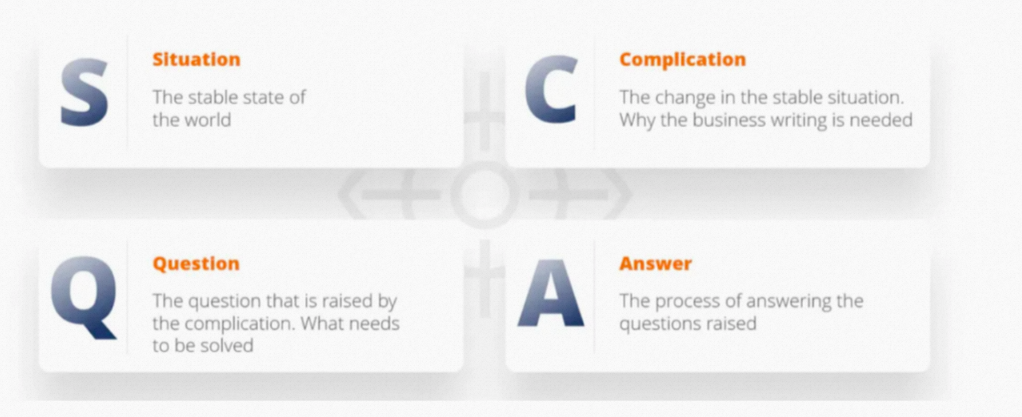 S
Situation
The stable state of
the world
C
Complication
The change in the stable situation.
Why the business writing is needed
Q
Question
The question that is raised by
the complication. What needs
to be solved
A
Answer
The process of answering the
questions raised